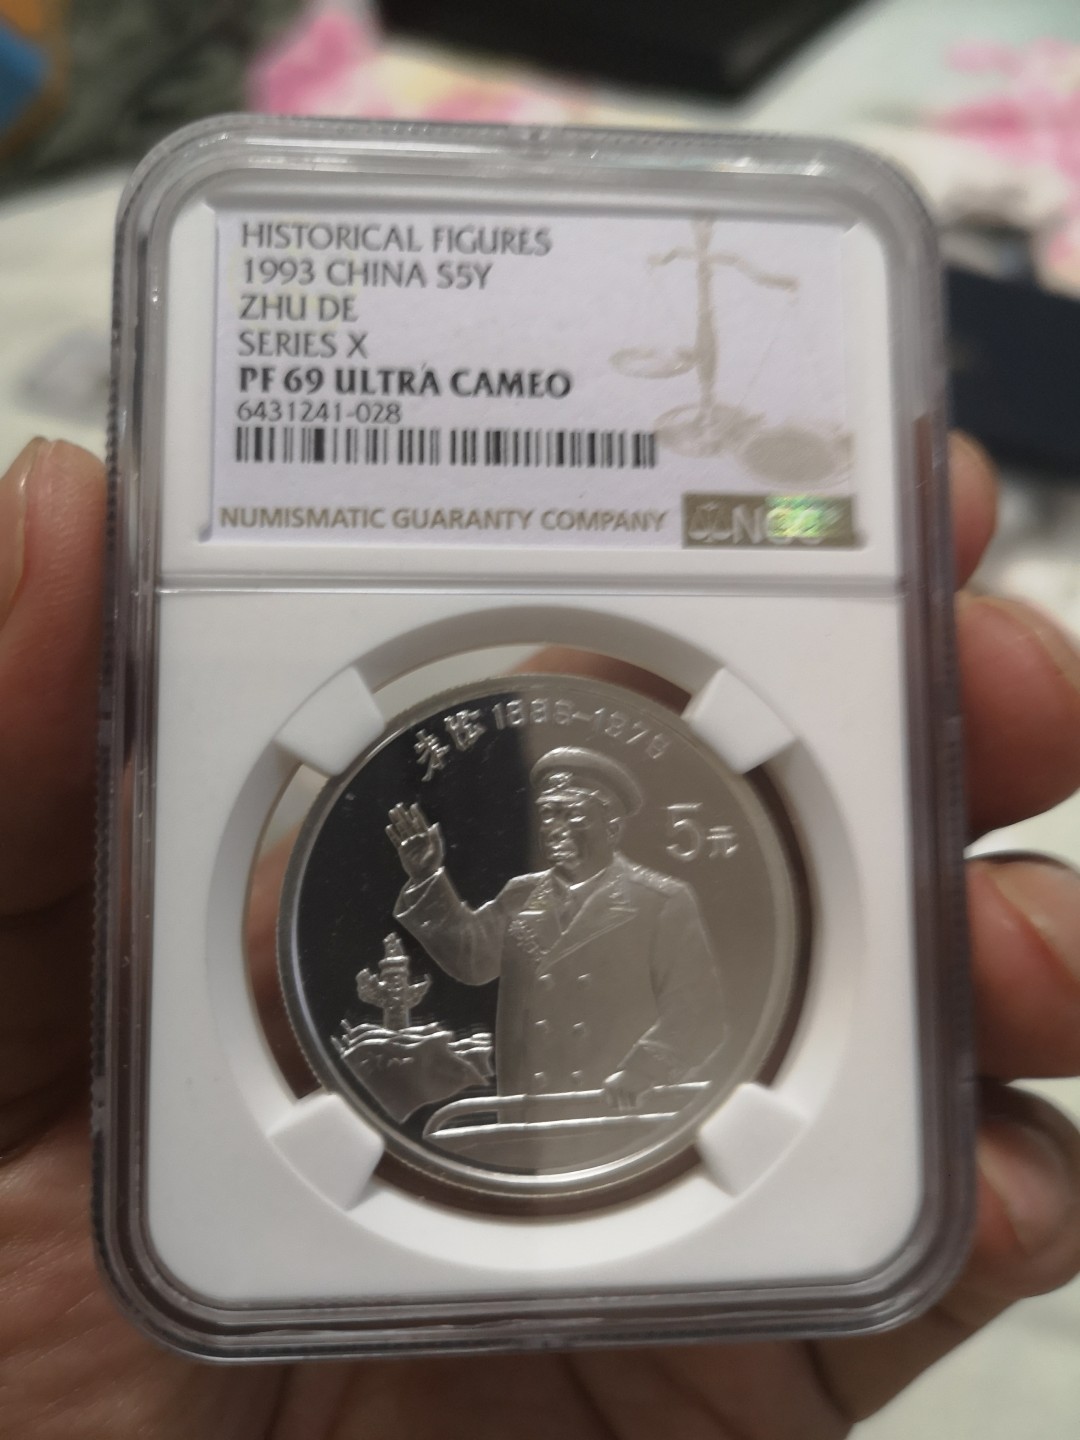 HISTORICAL FIGURES
1993 CHINA S5Y
ZHU DE
SERIES X
PF 69 ULTRA CAMEO
6431241-028
NUMISMATIC GUARANTY COMPANY
NGC
朱德 1886-1976
5元